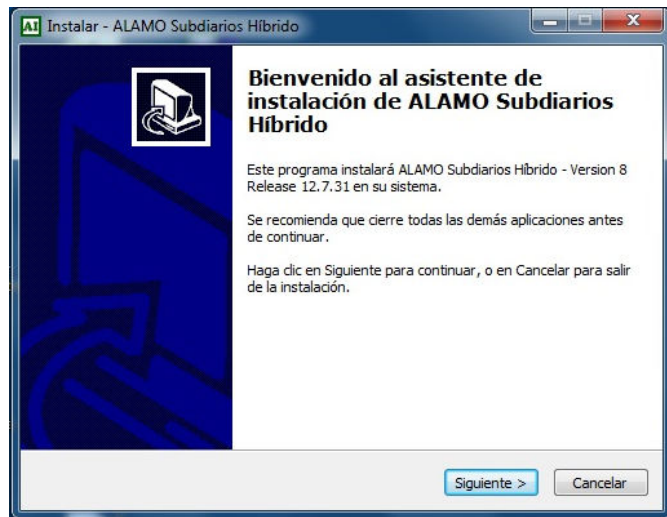 AI Instalar - ALAMO Subdiarios Híbrido
Bienvenido al asistente de
instalación de ALAMO Subdiarios
Híbrido
Este programa instalará ALAMO Subdiarios Híbrido - Version 8
Release 12.7.31 en su sistema.
Se recomienda que cierre todas las demás aplicaciones antes
de continuar.
Haga clic en Siguiente para continuar, o en Cancelar para salir
de la instalación.
Siguiente > Cancelar